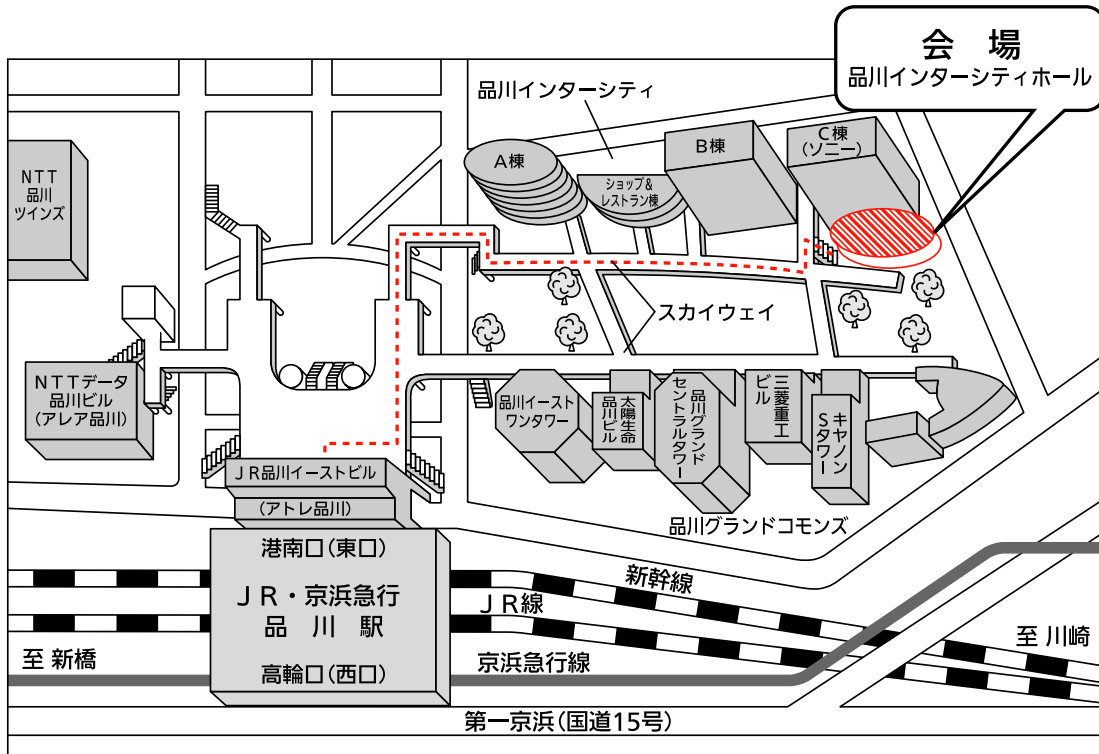 会 場
品川インターシティホール
品川インターシティ
A棟
ショップ&
レストラン棟
B棟
C棟
(ソニー)
NTT
品川
ツインズ
スカイウェイ
NTTデータ
品川ビル
(アレア品川)
品川イースト
ワンタワー
太陽生命
品川ビル
品川グランド
セントラルタワー
三菱重工
ビル
キヤノン
Sタワー
JR品川イーストビル
(アトレ品川)
品川グランドコモンズ
港南口(東口)
JR・京浜急行
品 川 駅
高輪口(西口)
新幹線
JR線
京浜急行線
至 新橋
至 川崎
第一京浜(国道15号)